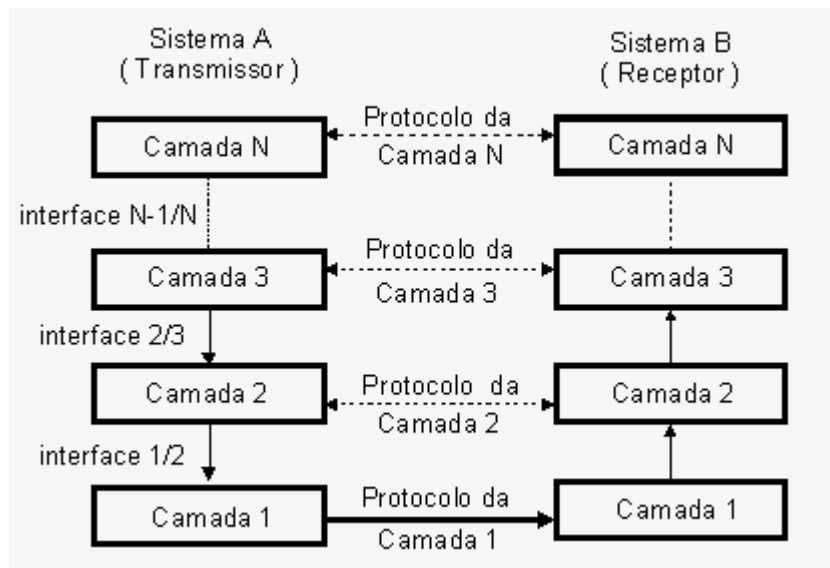 Sistema A
( Transmissor )
Sistema B
( Receptor )
Camada N
Protocolo da
Camada N
Camada N
interface N-1/N
Camada 3
Protocolo da
Camada 3
Camada 3
interface 2/3
Camada 2
Protocolo da
Camada 2
Camada 2
interface 1/2
Camada 1
Protocolo da
Camada 1
Camada 1